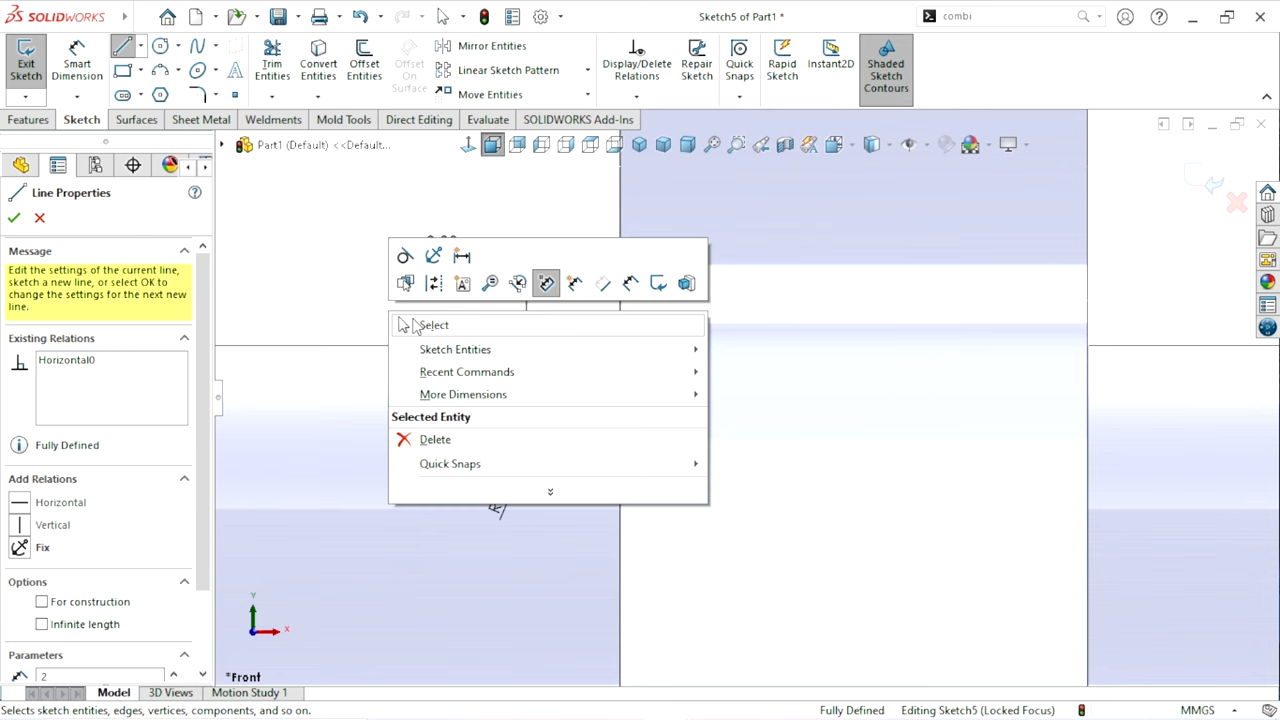 SOLIDWORKS
Sketch5 of Part1 *
combi
Exit Sketch
Smart Dimension
Trim Entities
Convert Entities
Offset Entities
Offset On Surface
Mirror Entities
Linear Sketch Pattern
Move Entities
Display/Delete Relations
Repair Sketch
Quick Snaps
Rapid Sketch
Instant2D
Shaded Sketch Contours
Features
Sketch
Surfaces
Sheet Metal
Weldments
Mold Tools
Direct Editing
Evaluate
SOLIDWORKS Add-Ins
Part1 (Default) <<Default...
Line Properties
Message
Edit the settings of the current line,
sketch a new line, or select OK to
change the settings for the next new
line.
Existing Relations
Horizontal0
Fully Defined
Add Relations
Horizontal
Vertical
Fix
Options
For construction
Infinite length
Parameters
2
Select
Sketch Entities
Recent Commands
More Dimensions
Selected Entity
Delete
Quick Snaps
R
Y
X
*Front
Model
3D Views
Motion Study 1
Selects sketch entities, edges, vertices, components, and so on.
Fully Defined
Editing Sketch5 (Locked Focus)
MMGS